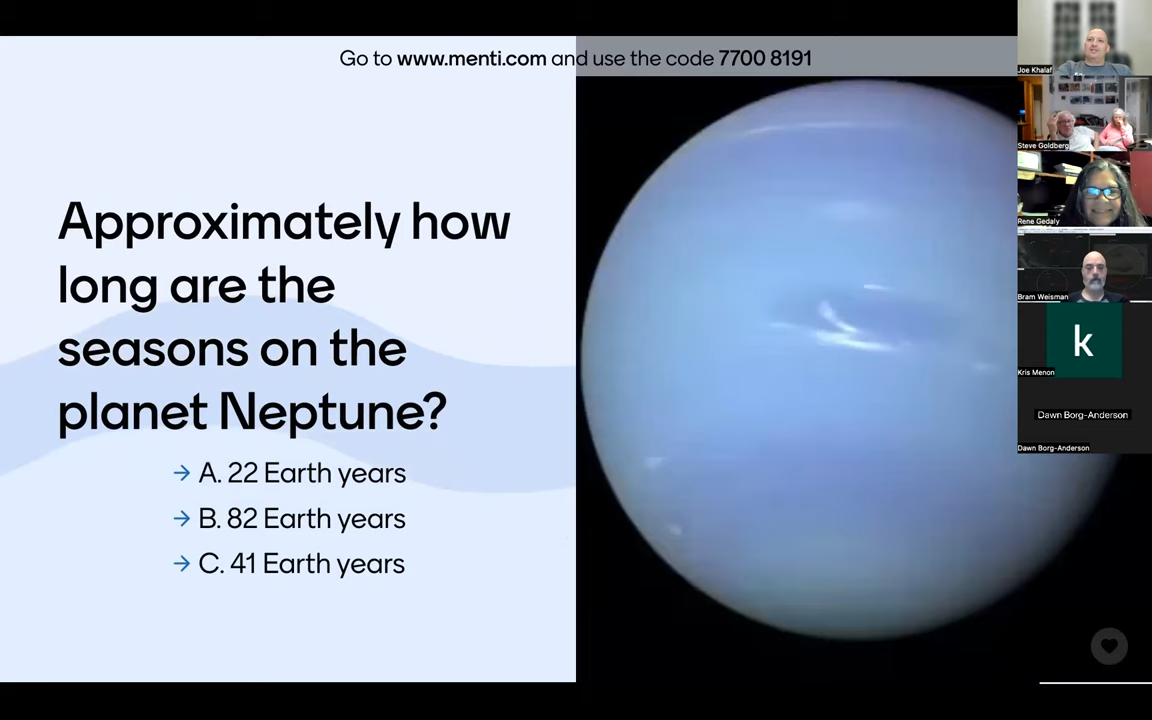 Go to www.menti.com and use the code 7700 8191
Approximately how
long are the
seasons on the
planet Neptune?
→ A. 22 Earth years
→ B. 82 Earth years
→ C. 41 Earth years
Joe Khalaf
Steve Goldberg
Rene Gedaly
Bram Weisman
k
Kris Menon
Dawn Borg-Anderson
Dawn Borg-Anderson